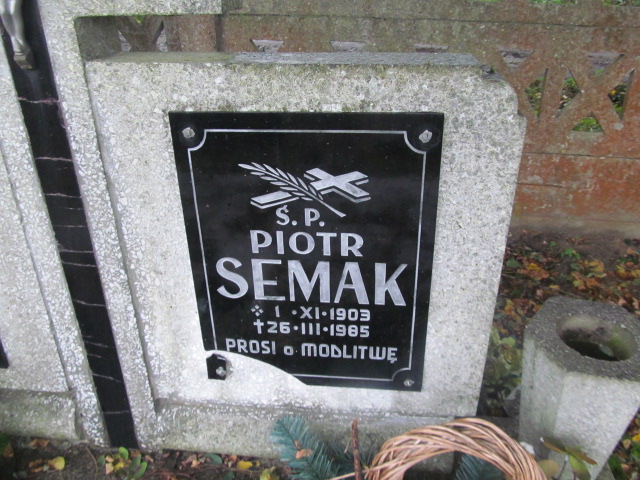 Ś. P.
PIOTR
SEMAK
* 1 · XI · 1903
† 26 · III · 1985
PROSI o MODLITWĘ